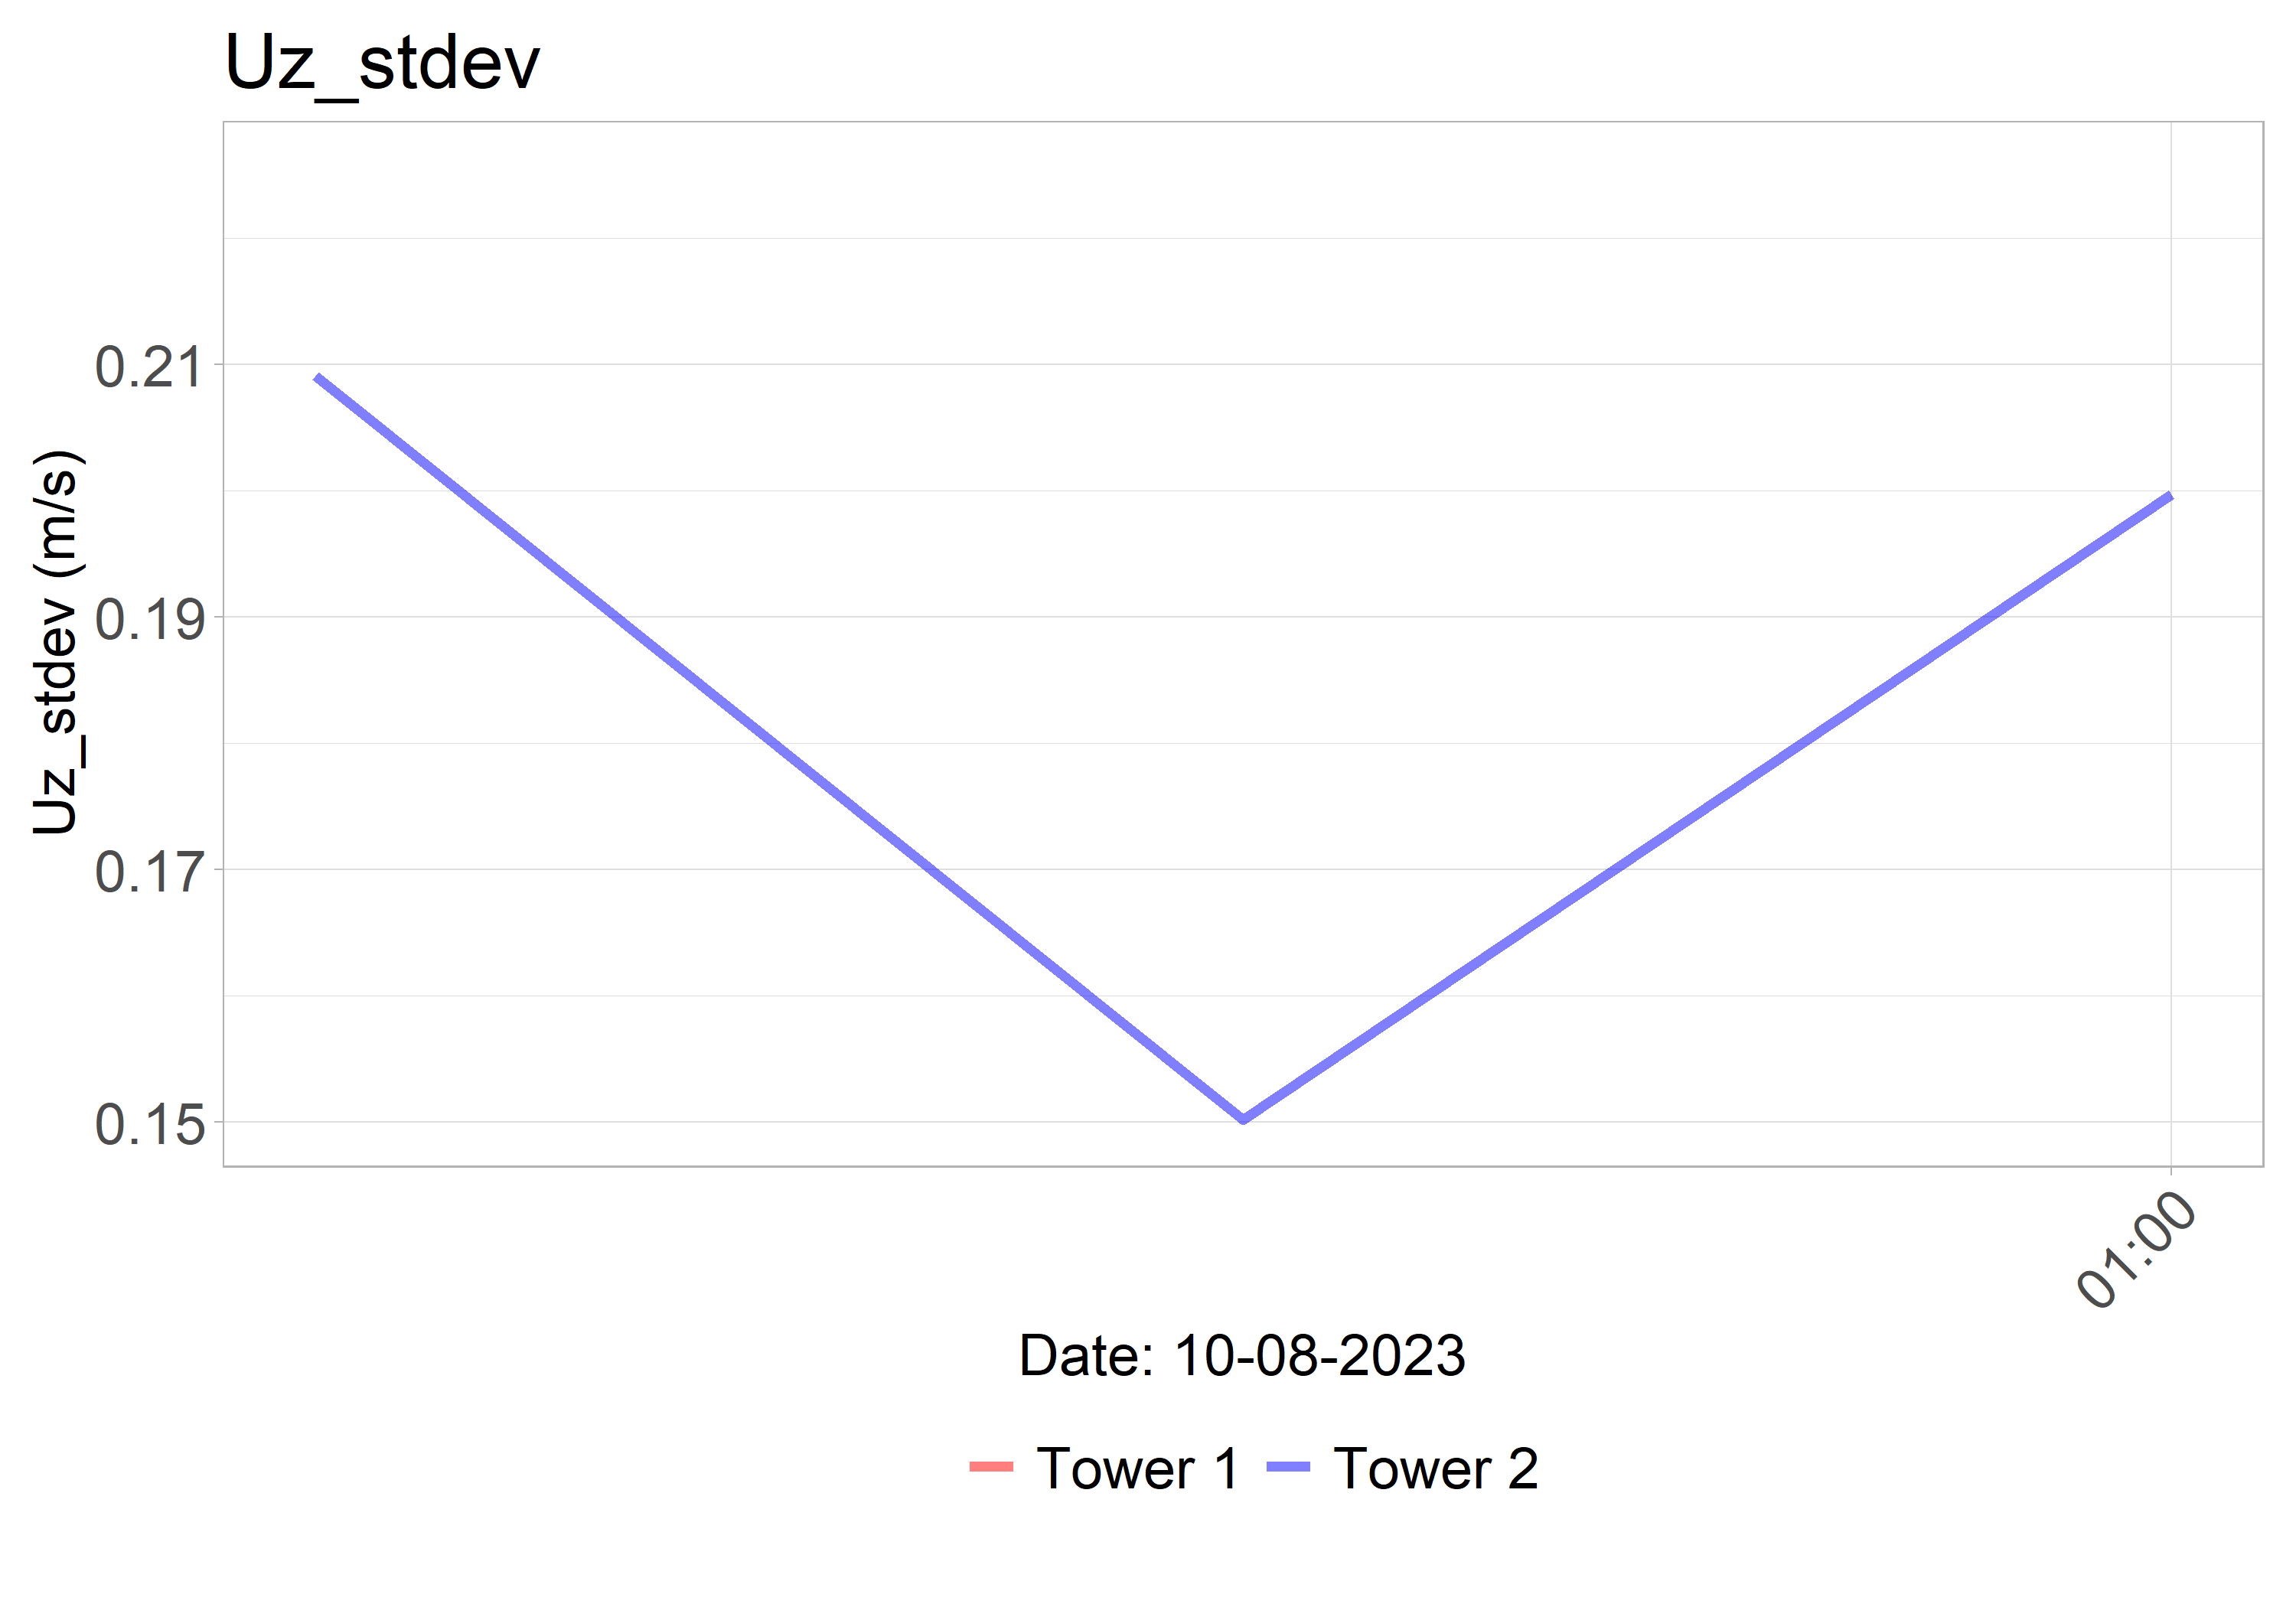 Uz_stdev
Uz_stdev (m/s)
0.21
0.19
0.17
0.15
01:00
Date: 10-08-2023
Tower 1 Tower 2